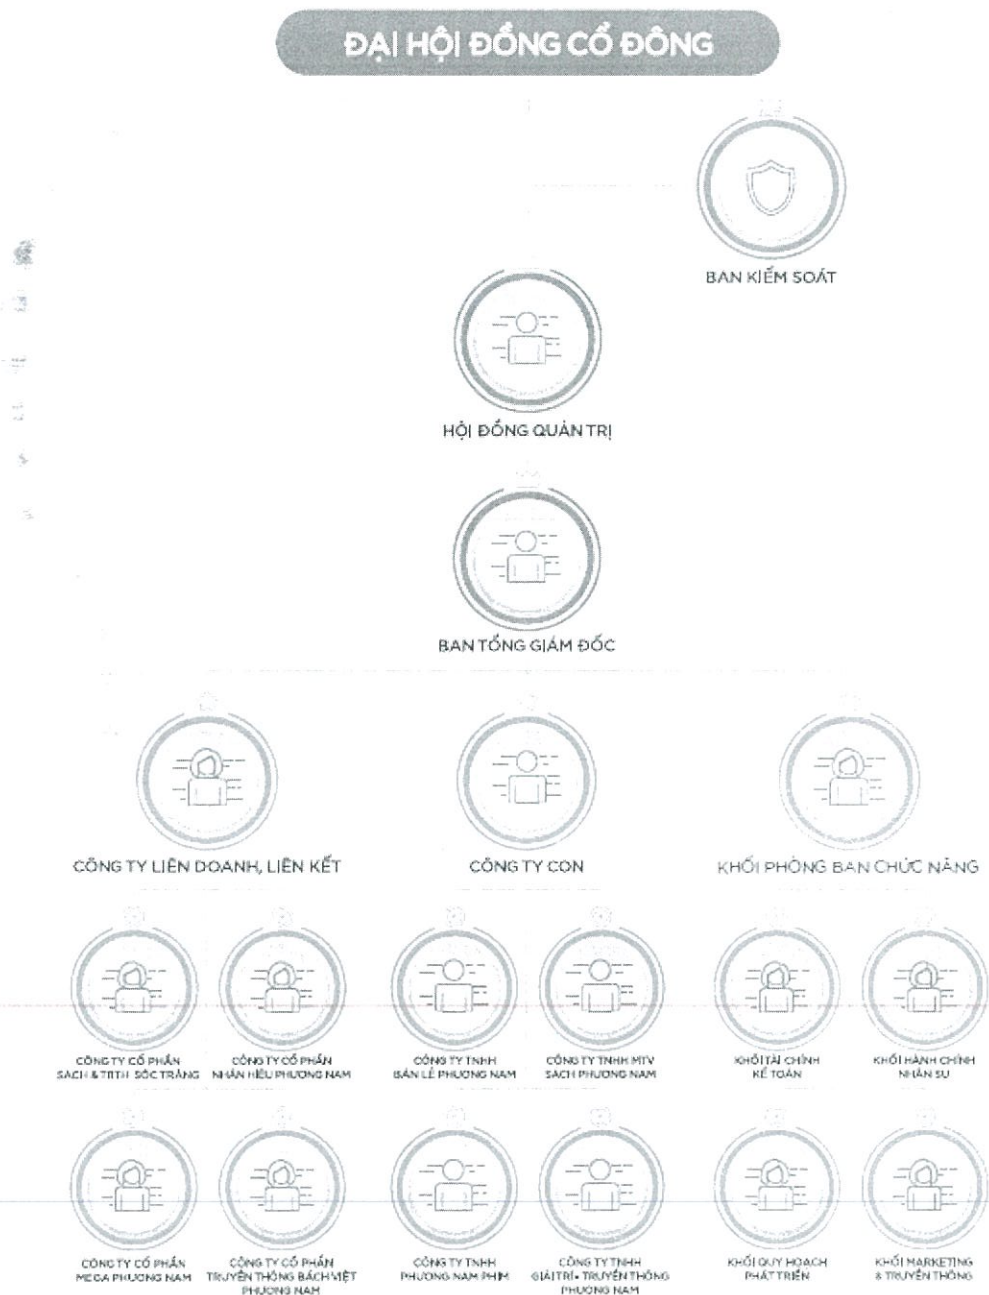 ĐẠI HỘI ĐỒNG CỔ ĐÔNG
BAN KIỂM SOÁT
HỘI ĐỒNG QUẢN TRỊ
BAN TỔNG GIÁM ĐỐC
CÔNG TY LIÊN DOANH, LIÊN KẾT
CÔNG TY CON
KHỐI PHÒNG BAN CHỨC NĂNG
CÔNG TY CỔ PHẦN
SÁCH & TBTH SÓC TRĂNG
CÔNG TY CỔ PHẦN
NHÃN HIỆU PHƯƠNG NAM
CÔNG TY TNHH
BÁN LẺ PHƯƠNG NAM
CÔNG TY TNHH MTV
SÁCH PHƯƠNG NAM
KHỐI TÀI CHÍNH
KẾ TOÁN
KHỐI HÀNH CHÍNH
NHÂN SỰ
CÔNG TY CỔ PHẦN
MEGA PHƯƠNG NAM
CÔNG TY CỔ PHẦN
TRUYỀN THÔNG BÁCH VIỆT
PHƯƠNG NAM
CÔNG TY TNHH
PHƯƠNG NAM PHIM
CÔNG TY TNHH
GIẢI TRÍ - TRUYỀN THÔNG
PHƯƠNG NAM
KHỐI QUY HOẠCH
PHÁT TRIỂN
KHỐI MARKETING
& TRUYỀN THÔNG